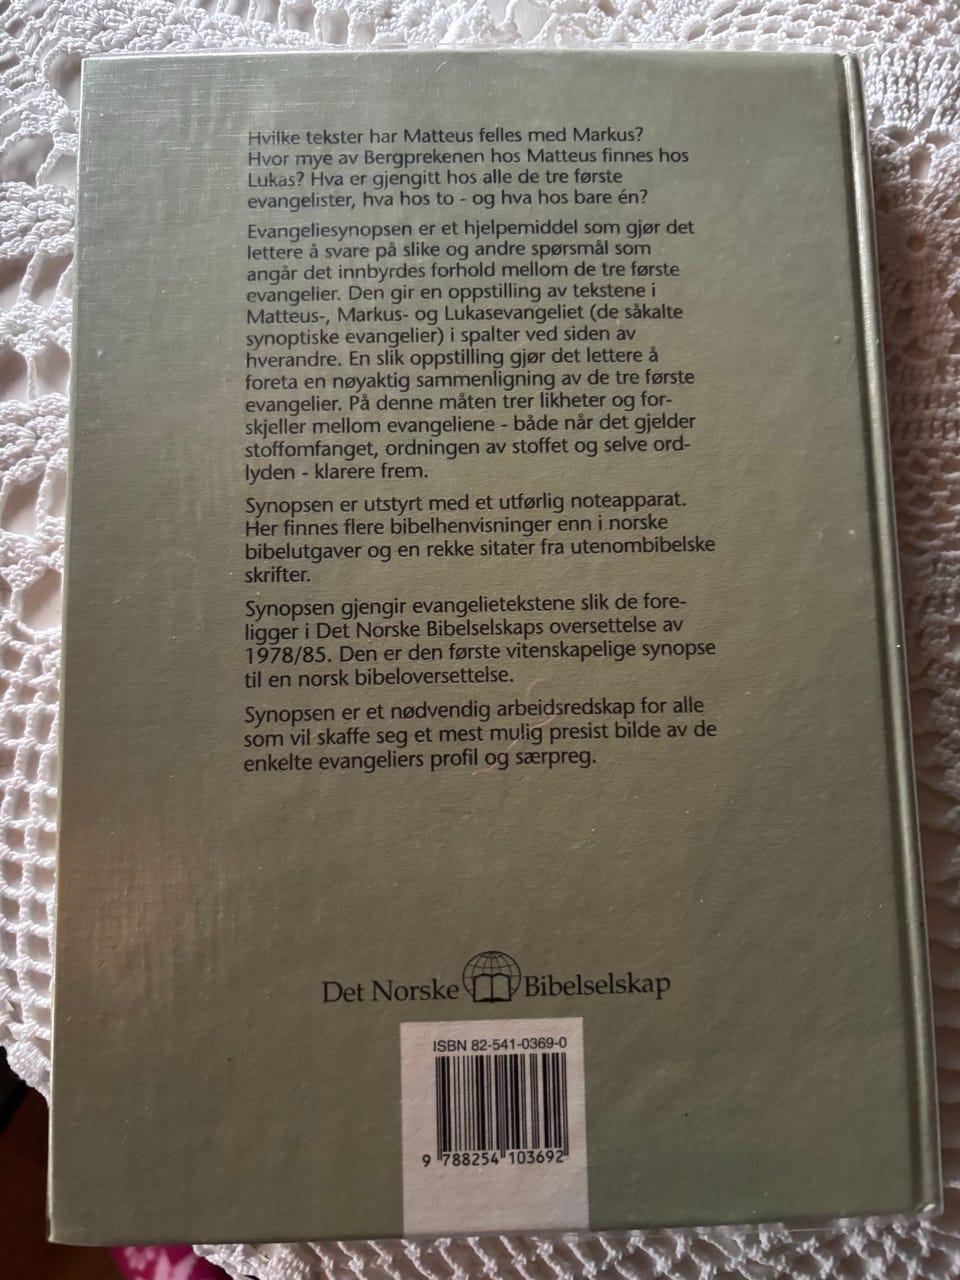 Hvilke tekster har Matteus felles med Markus?
Hvor mye av Bergprekenen hos Matteus finnes hos
Lukas? Hva er gjengitt hos alle de tre første
evangelister, hva hos to - og hva hos bare én?
Evangeliesynopsen er et hjelpemiddel som gjør det
lettere å svare på slike og andre spørsmål som
angår det innbyrdes forhold mellom de tre første
evangelier. Den gir en oppstilling av tekstene i
Matteus-, Markus- og Lukasevangeliet (de såkalte
synoptiske evangelier) i spalter ved siden av
hverandre. En slik oppstilling gjør det lettere å
foreta en nøyaktig sammenligning av de tre første
evangelier. På denne måten trer likheter og for-
skjeller mellom evangeliene - både når det gjelder
stoffomfanget, ordningen av stoffet og selve ord-
lyden - klarere frem.
Synopsen er utstyrt med et utførlig noteapparat.
Her finnes flere bibelhenvisninger enn i norske
bibelutgaver og en rekke sitater fra utenombibelske
skrifter.
Synopsen gjengir evangelietekstene slik de fore-
ligger i Det Norske Bibelselskaps oversettelse av
1978/85. Den er den første vitenskapelige synopse
til en norsk bibeloversettelse.
Synopsen er et nødvendig arbeidsredskap for alle
som vil skaffe seg et mest mulig presist bilde av de
enkelte evangeliers profil og særpreg.
Det Norske Bibelselskap
ISBN 82-541-0369-0
9 788254 103692